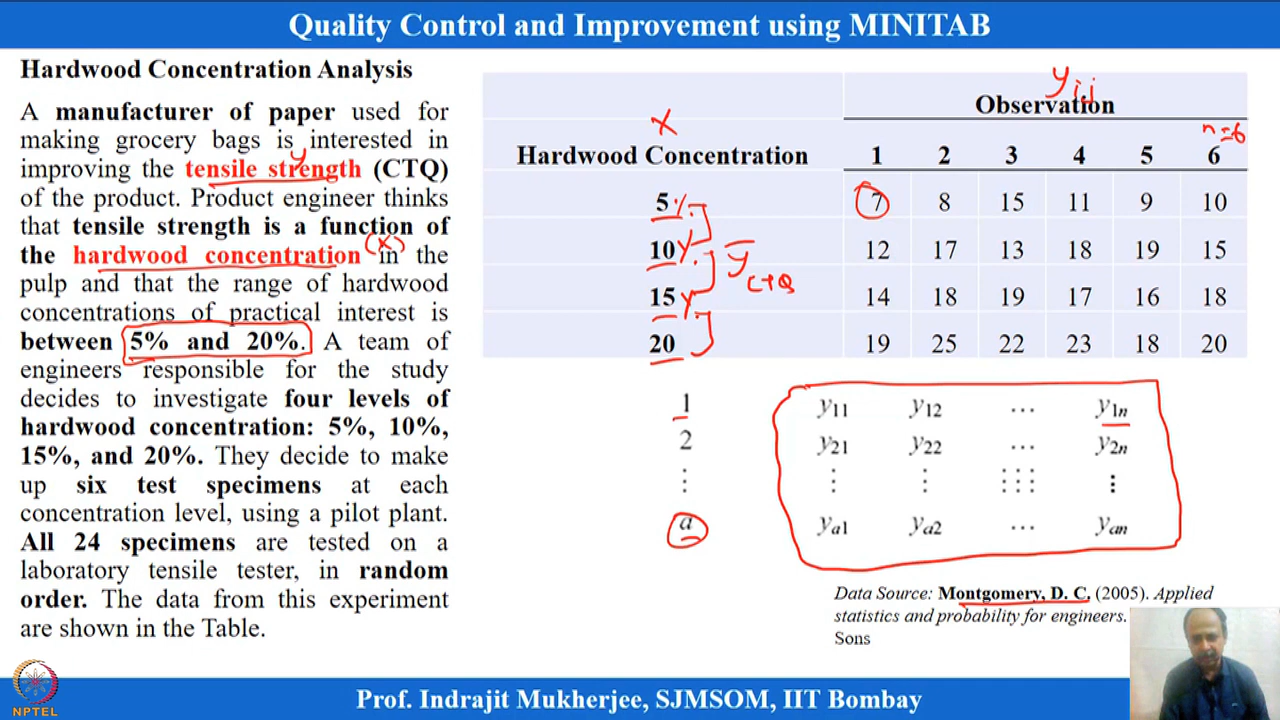 Quality Control and Improvement using MINITAB
Hardwood Concentration Analysis
A manufacturer of paper used for
making grocery bags is interested in
improving the tensile strength (CTQ)
of the product. Product engineer thinks
that tensile strength is a function of
the hardwood concentration in the
pulp and that the range of hardwood
concentrations of practical interest is
between 5% and 20%. A team of
engineers responsible for the study
decides to investigate four levels of
hardwood concentration: 5%, 10%,
15%, and 20%. They decide to make
up six test specimens at each
concentration level, using a pilot plant.
All 24 specimens are tested on a
laboratory tensile tester, in random
order. The data from this experiment
are shown in the Table.
y
(x)
yij
Observation
x
n=6
Hardwood Concentration 1 2 3 4 5 6
5% 7 8 15 11 9 10
10% 12 17 13 18 19 15
y̅
CTQ
15% 14 18 19 17 16 18
20 19 25 22 23 18 20
1 y11 y12 ... y1n
2 y21 y22 ... y2n
⋮ ⋮ ⋮ ⋮⋮⋮ ⋮
a ya1 ya2 ... yan
Data Source: Montgomery, D. C. (2005). Applied
statistics and probability for engineers.
Sons
NPTEL
Prof. Indrajit Mukherjee, SJMSOM, IIT Bombay